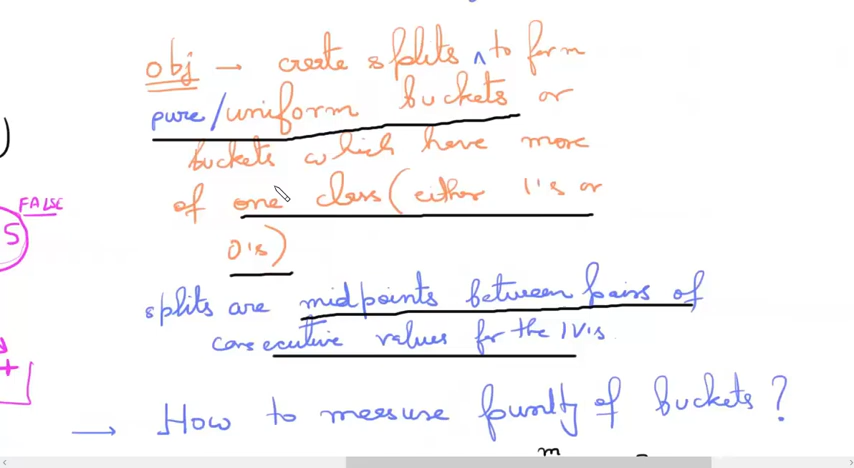 obj → create splits ^ to form
pure/uniform buckets or
buckets which have more
of one class (either 1's or
0's)
FALSE
5
splits are midpoints between pairs of
consecutive values for the IV's
+
→ How to measure purity of buckets?
m